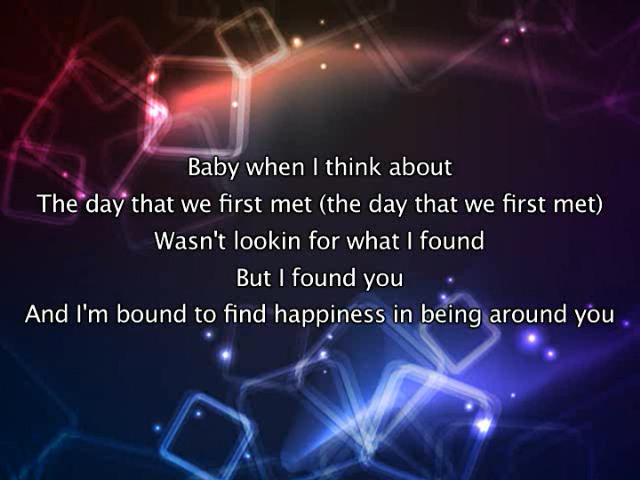 Baby when I think about
The day that we first met (the day that we first met)
Wasn't lookin for what I found
But I found you
And I'm bound to find happiness in being around you